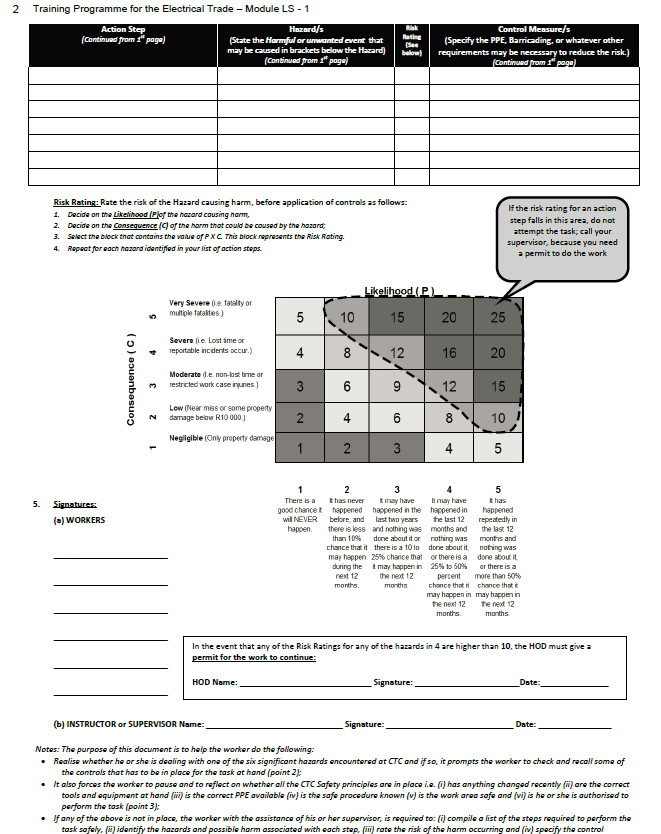 2 Training Programme for the Electrical Trade – Module LS - 1
Action Step
(Continued from 1st page)
Hazard/s
(State the Harmful or unwanted event that
may be caused in brackets below the Hazard)
(Continued from 1st page)
Risk
Rating
(See
below)
Control Measure/s
(Specify the PPE, Barricading, or whatever other
requirements may be necessary to reduce the risk.)
(Continued from 1st page)
Risk Rating: Rate the risk of the Hazard causing harm, before application of controls as follows:
1. Decide on the Likelihood (P)of the hazard causing harm,
2. Decide on the Consequence (C) of the harm that could be caused by the hazard;
3. Select the block that contains the value of P X C. This block represents the Risk Rating.
4. Repeat for each hazard identified in your list of action steps.
If the risk rating for an action
step falls in this area, do not
attempt the task; call your
supervisor, because you need
a permit to do the work
Likelihood ( P )
Consequence ( C )
5 Very Severe (i.e. fatality or
multiple fatalities.)
5 10 15 20 25
4 Severe (i.e. Lost time or
reportable incidents occur.)
4 8 12 16 20
3 Moderate (i.e. non-lost time or
restricted work case injuries.)
3 6 9 12 15
2 Low (Near miss or some property
damage below R10 000.)
2 4 6 8 10
1 Negligible (Only property damage
1 2 3 4 5
1 2 3 4 5
There is a
good chance it
will NEVER
happen.
It has never
happened
before, and
there is less
than 10%
chance that it
may happen
during the
next 12
months.
It may have
happened in the
last two years
and nothing was
done about it or
there is a 10 to
25% chance that
it may happen in
the next 12
months.
It may have
happened in
the last 12
months and
nothing was
done about it;
or there is a
25% to 50%
percent
chance that it
may happen in
the next 12
months.
It has
happened
repeatedly in
the last 12
months and
nothing was
done about it,
or there is a
more than 50%
chance that it
may happen in
the next 12
months.
5. Signatures:
(a) WORKERS
In the event that any of the Risk Ratings for any of the hazards in 4 are higher than 10, the HOD must give a
permit for the work to continue:
HOD Name: Signature: Date:
(b) INSTRUCTOR or SUPERVISOR Name: Signature: Date:
Notes: The purpose of this document is to help the worker do the following:
• Realise whether he or she is dealing with one of the six significant hazards encountered at CTC and if so, it prompts the worker to check and recall some of
the controls that has to be in place for the task at hand (point 2);
• It also forces the worker to pause and to reflect on whether all the CTC Safety principles are in place i.e. (i) has anything changed recently (ii) are the correct
tools and equipment at hand (iii) is the correct PPE available (iv) is the safe procedure known (v) is the work area safe and (vi) is he or she is authorised to
perform the task (point 3);
• If any of the above is not in place, the worker with the assistance of his or her supervisor, is required to: (i) compile a list of the steps required to perform the
task safely, (ii) identify the hazards and possible harm associated with each step, (iii) rate the risk of the harm occurring and (iv) specify the control